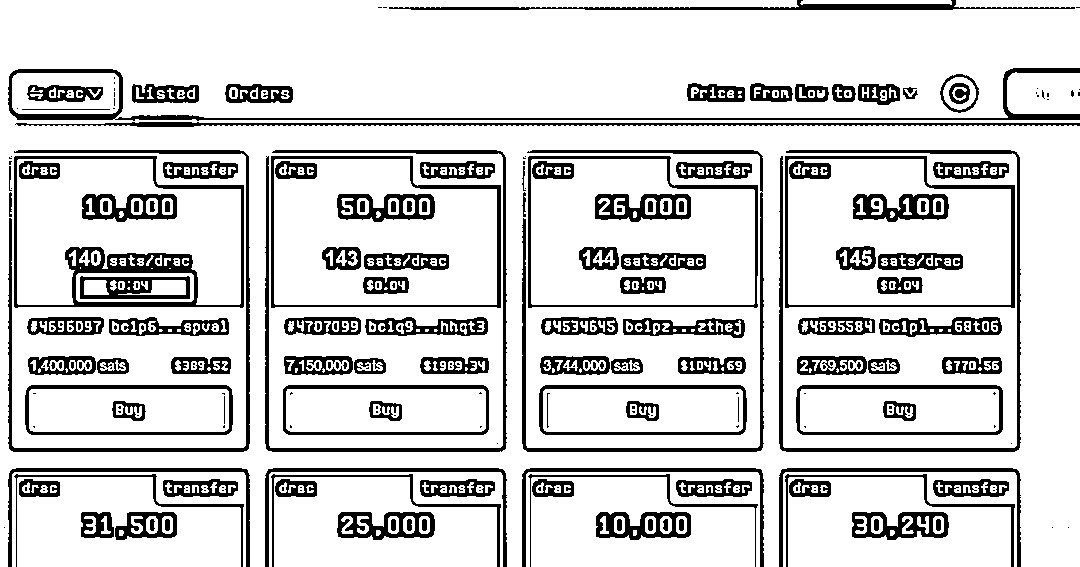 drac Listed Orders Price: From Low to High
drac transfer drac transfer drac transfer drac transfer
10,000 50,000 26,000 19,100
140 sats/drac 143 sats/drac 144 sats/drac 145 sats/drac
$0.04 $0.04 $0.04 $0.04
#4696097 bc1p6...spval #4707099 bc1q9...hhqt3 #4534645 bc1pz...zthej #4595584 bc1pl...68t06
1,400,000 sats $389.52 7,150,000 sats $1989.34 3,744,000 sats $1041.69 2,769,500 sats $770.56
Buy Buy Buy Buy
drac transfer drac transfer drac transfer drac transfer
31,500 25,000 10,000 30,240